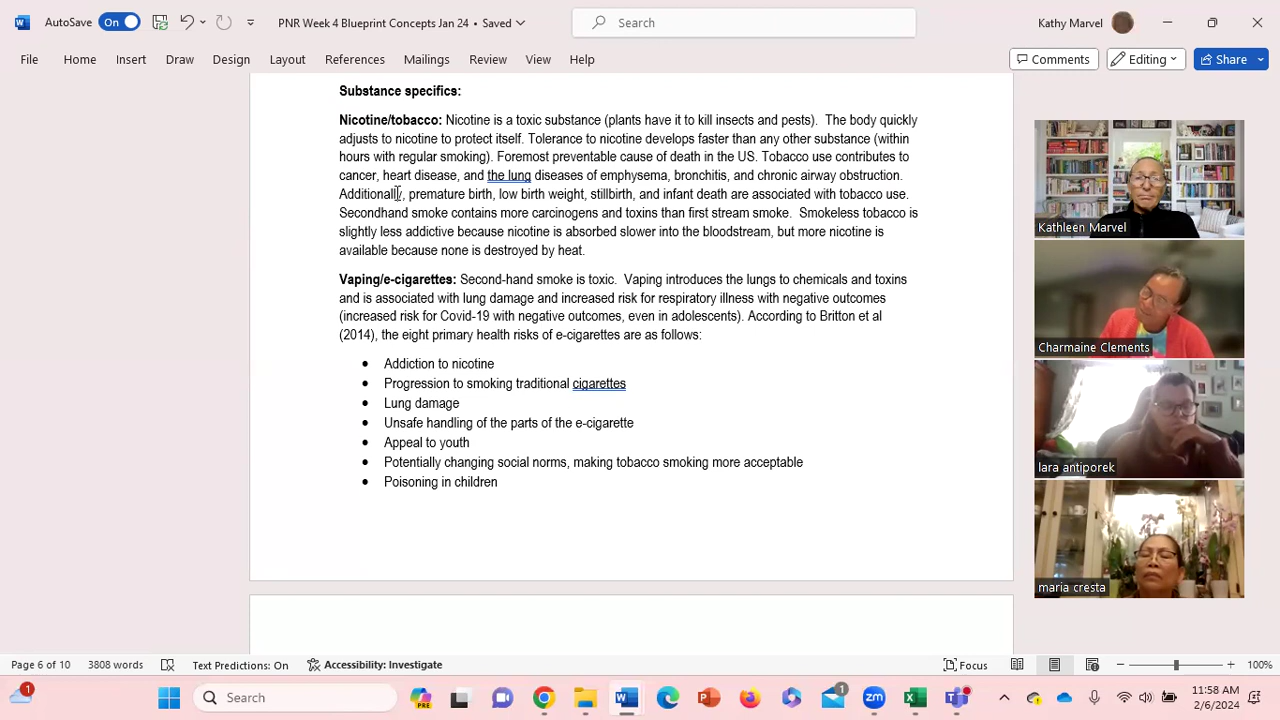 AutoSave On PNR Week 4 Blueprint Concepts Jan 24 • Saved Search Kathy Marvel
File Home Insert Draw Design Layout References Mailings Review View Help Comments Editing Share
Substance specifics:
Nicotine/tobacco: Nicotine is a toxic substance (plants have it to kill insects and pests). The body quickly
adjusts to nicotine to protect itself. Tolerance to nicotine develops faster than any other substance (within
hours with regular smoking). Foremost preventable cause of death in the US. Tobacco use contributes to
cancer, heart disease, and the lung diseases of emphysema, bronchitis, and chronic airway obstruction.
Additionally, premature birth, low birth weight, stillbirth, and infant death are associated with tobacco use.
Secondhand smoke contains more carcinogens and toxins than first stream smoke. Smokeless tobacco is
slightly less addictive because nicotine is absorbed slower into the bloodstream, but more nicotine is
available because none is destroyed by heat.
Vaping/e-cigarettes: Second-hand smoke is toxic. Vaping introduces the lungs to chemicals and toxins
and is associated with lung damage and increased risk for respiratory illness with negative outcomes
(increased risk for Covid-19 with negative outcomes, even in adolescents). According to Britton et al
(2014), the eight primary health risks of e-cigarettes are as follows:
• Addiction to nicotine
• Progression to smoking traditional cigarettes
• Lung damage
• Unsafe handling of the parts of the e-cigarette
• Appeal to youth
• Potentially changing social norms, making tobacco smoking more acceptable
• Poisoning in children
Kathleen Marvel
Charmaine Clements
lara antiporek
maria cresta
Page 6 of 10 3808 words Text Predictions: On Accessibility: Investigate Focus 100%
1 Search PRE 1 11:58 AM
2/6/2024